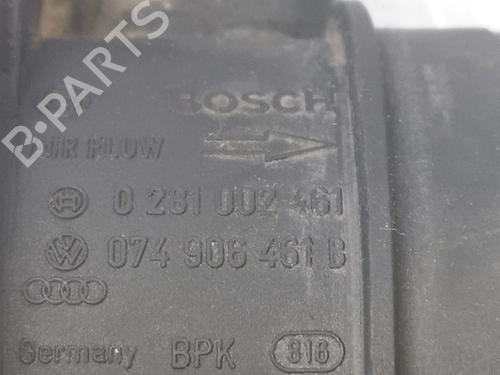 B-PARTS
BOSCH
AIR FLOW
0 281 002 461
074 906 461 B
Germany BPK 816